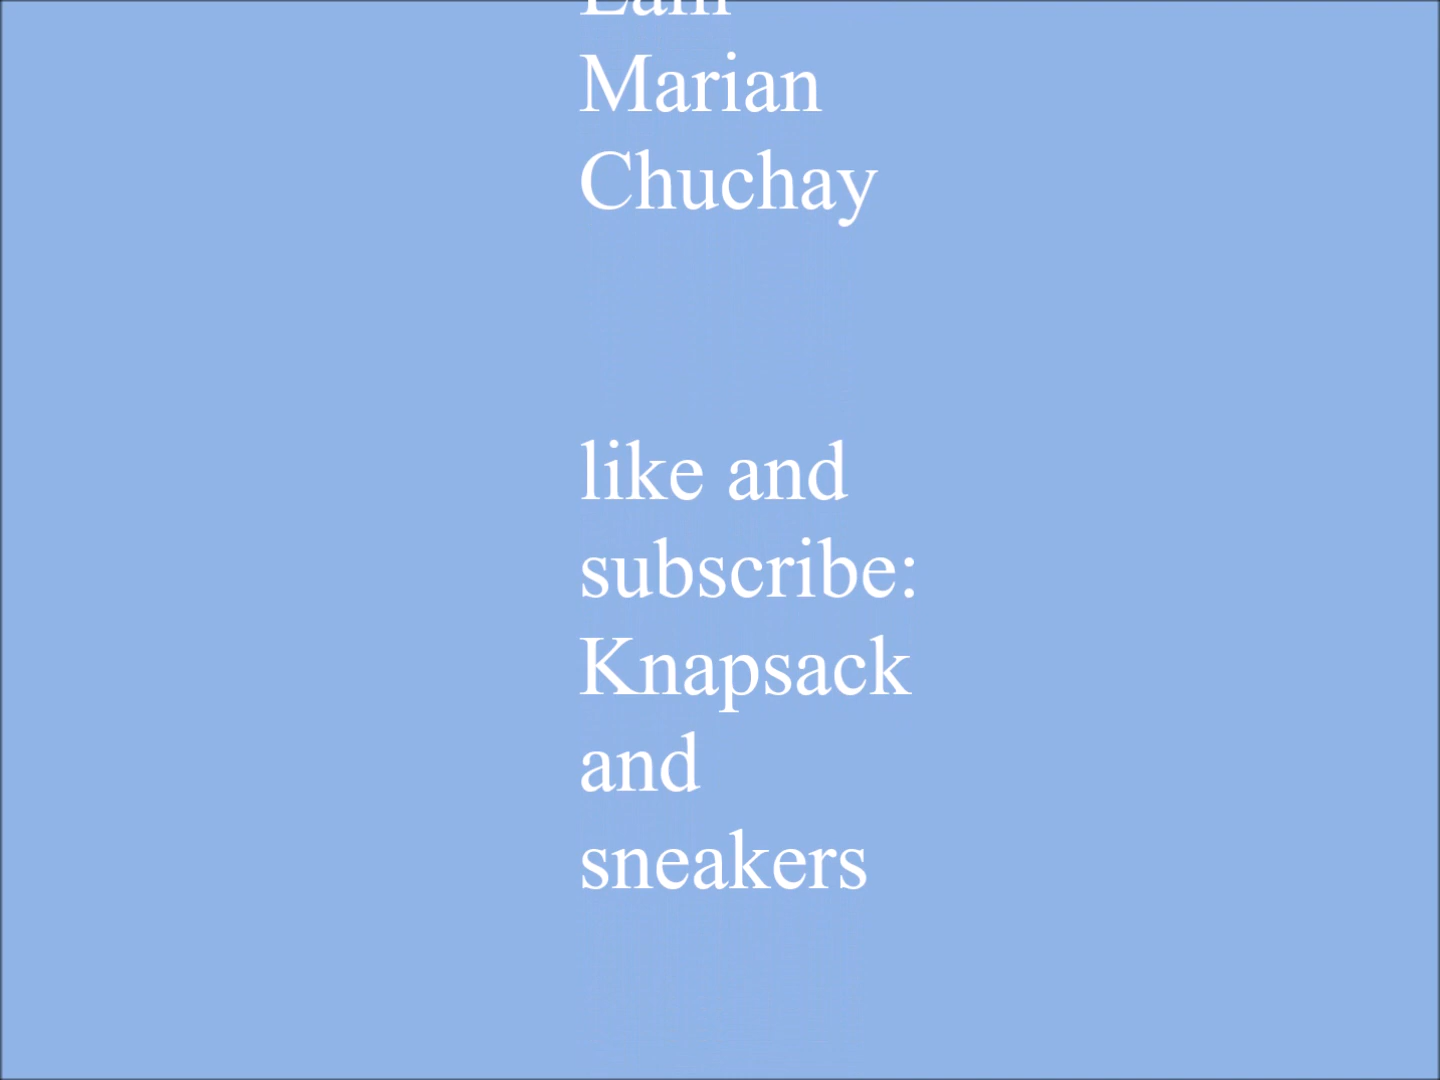 Marian
Chuchay
like and
subscribe:
Knapsack
and
sneakers